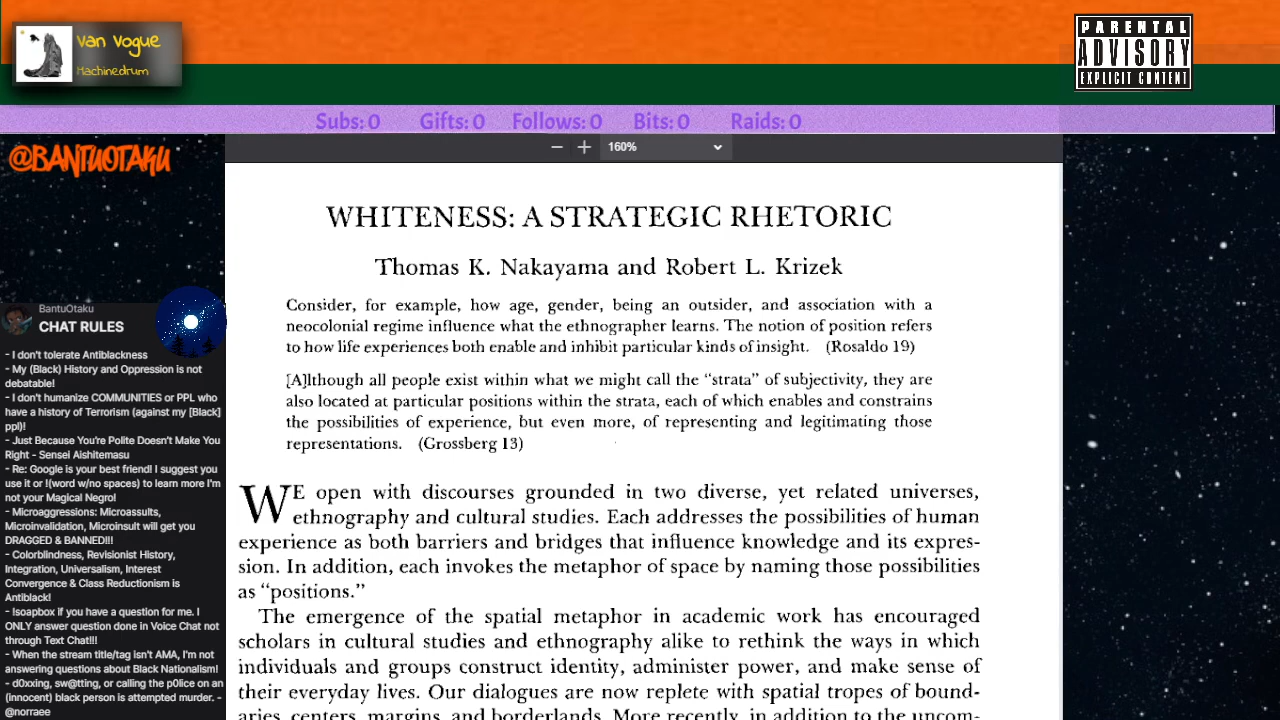 Van Vogue
Machinedrum
PARENTAL
ADVISORY
EXPLICIT CONTENT
Subs: 0 Gifts: 0 Follows: 0 Bits: 0 Raids: 0
@BANTUOTAKU
160%
WHITENESS: A STRATEGIC RHETORIC
Thomas K. Nakayama and Robert L. Krizek
Consider, for example, how age, gender, being an outsider, and association with a
neocolonial regime influence what the ethnographer learns. The notion of position refers
to how life experiences both enable and inhibit particular kinds of insight. (Rosaldo 19)
[A]lthough all people exist within what we might call the “strata” of subjectivity, they are
also located at particular positions within the strata, each of which enables and constrains
the possibilities of experience, but even more, of representing and legitimating those
representations. (Grossberg 13)
WE open with discourses grounded in two diverse, yet related universes,
ethnography and cultural studies. Each addresses the possibilities of human
experience as both barriers and bridges that influence knowledge and its expres-
sion. In addition, each invokes the metaphor of space by naming those possibilities
as “positions.”
The emergence of the spatial metaphor in academic work has encouraged
scholars in cultural studies and ethnography alike to rethink the ways in which
individuals and groups construct identity, administer power, and make sense of
their everyday lives. Our dialogues are now replete with spatial tropes of bound-
aries, centers, margins, and borderlands. More recently, in addition to the uncom-
BantuOtaku
CHAT RULES
- I don't tolerate Antiblackness
- My (Black) History and Oppression is not
debatable!
- I don't humanize COMMUNITIES or PPL who
have a history of Terrorism (against my [Black]
ppl)!
- Just Because You're Polite Doesn't Make You
Right - Sensei Aishitemasu
- Re: Google is your best friend! I suggest you
use it or !(word w/no spaces) to learn more I'm
not your Magical Negro!
- Microaggressions: Microassults,
Microinvalidation, Microinsult will get you
DRAGGED & BANNED!!!
- Colorblindness, Revisionist History,
Integration, Universalism, Interest
Convergence & Class Reductionism is
Antiblack!
- !soapbox if you have a question for me. I
ONLY answer question done in Voice Chat not
through Text Chat!!!
- When the stream title/tag isn't AMA, I'm not
answering questions about Black Nationalism!
- d0xxing, sw@tting, or calling the p0lice on an
(innocent) black person is attempted murder. -
@norraee